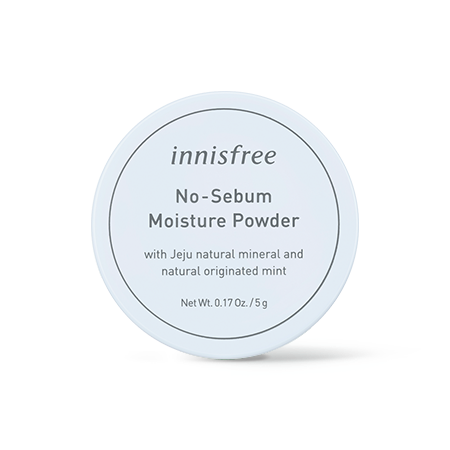 innisfree
No-Sebum
Moisture Powder
with Jeju natural mineral and
natural originated mint
Net Wt. 0.17 Oz. / 5 g